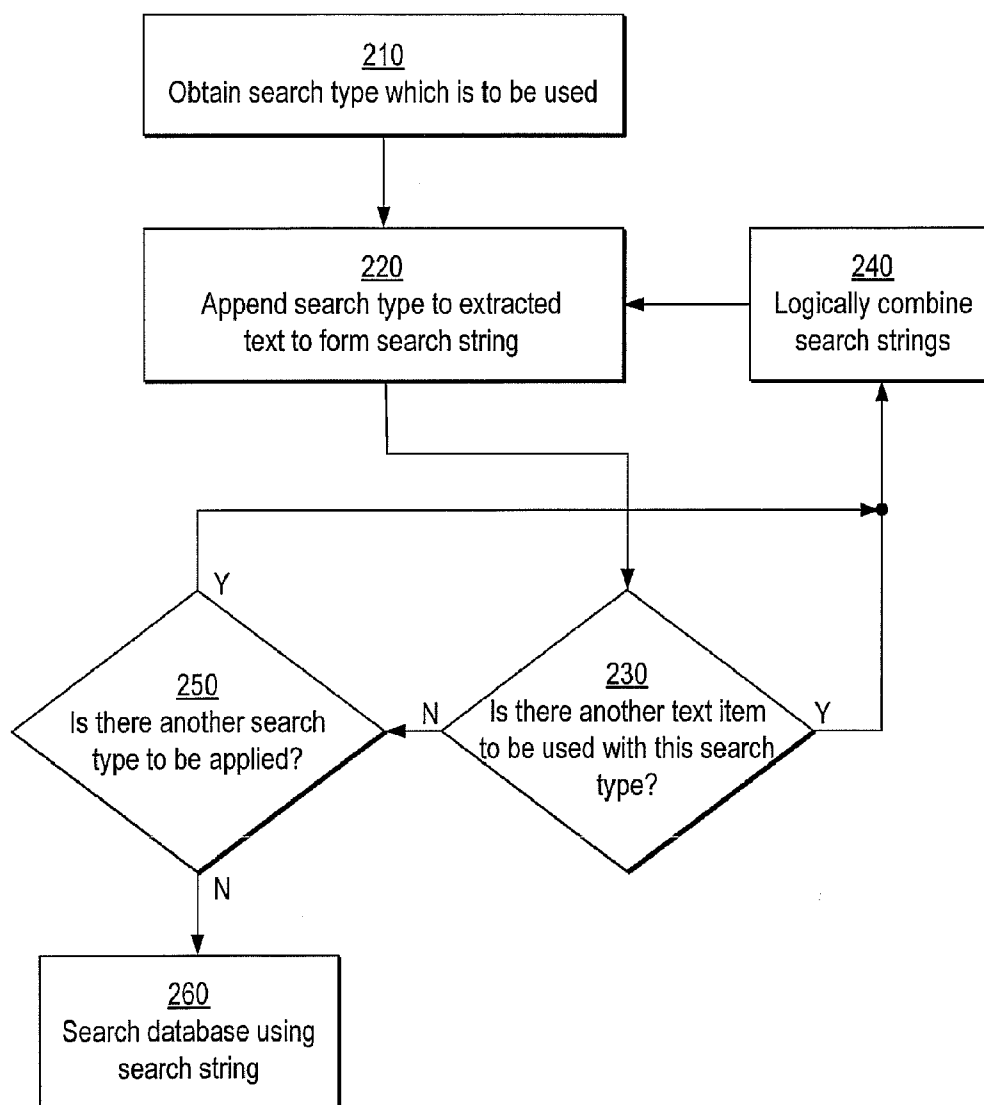 210
Obtain search type which is to be used
220
Append search type to extracted
text to form search string
240
Logically combine
search strings
Y
250
Is there another search
type to be applied?
N
230
Is there another text item
to be used with this search
type?
Y
N
260
Search database using
search string